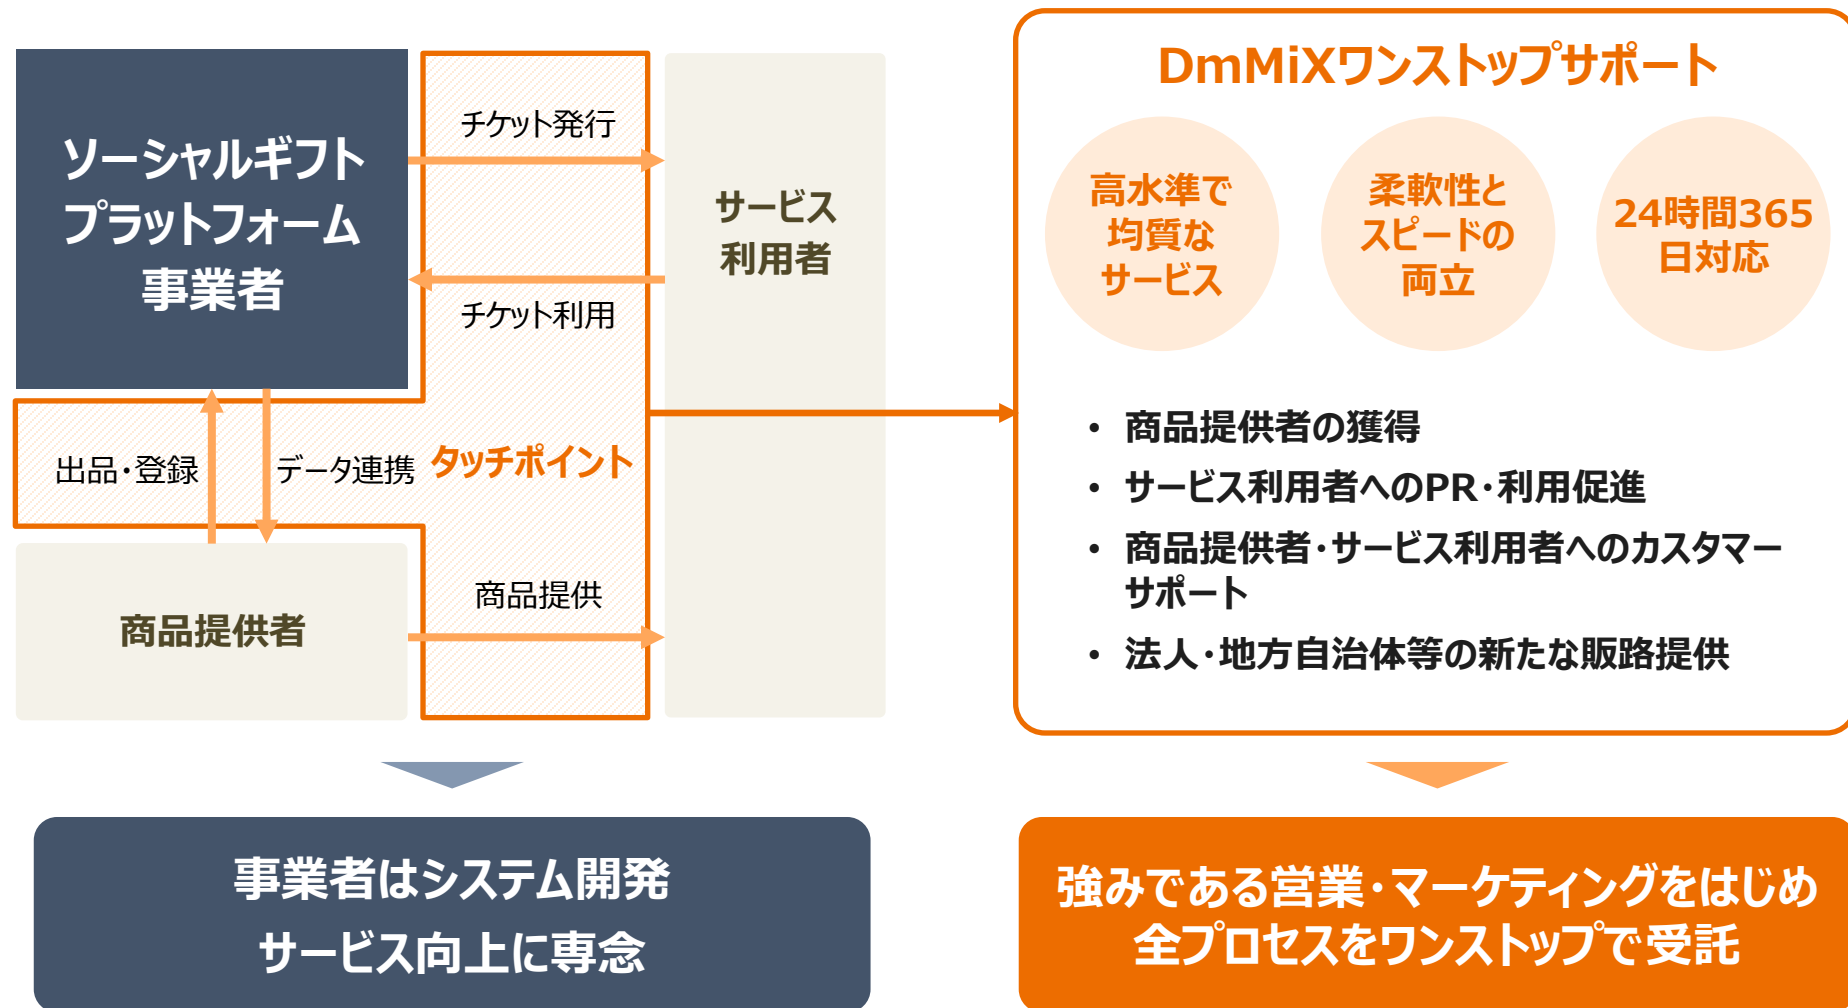 ソーシャルギフト
プラットフォーム
事業者
チケット発行
チケット利用
サービス
利用者
出品・登録
データ連携
タッチポイント
商品提供者
商品提供
事業者はシステム開発
サービス向上に専念
DmMiXワンストップサポート
高水準で
均質な
サービス
柔軟性と
スピードの
両立
24時間365
日対応
• 商品提供者の獲得
• サービス利用者へのPR・利用促進
• 商品提供者・サービス利用者へのカスタマー
サポート
• 法人・地方自治体等の新たな販路提供
強みである営業・マーケティングをはじめ
全プロセスをワンストップで受託